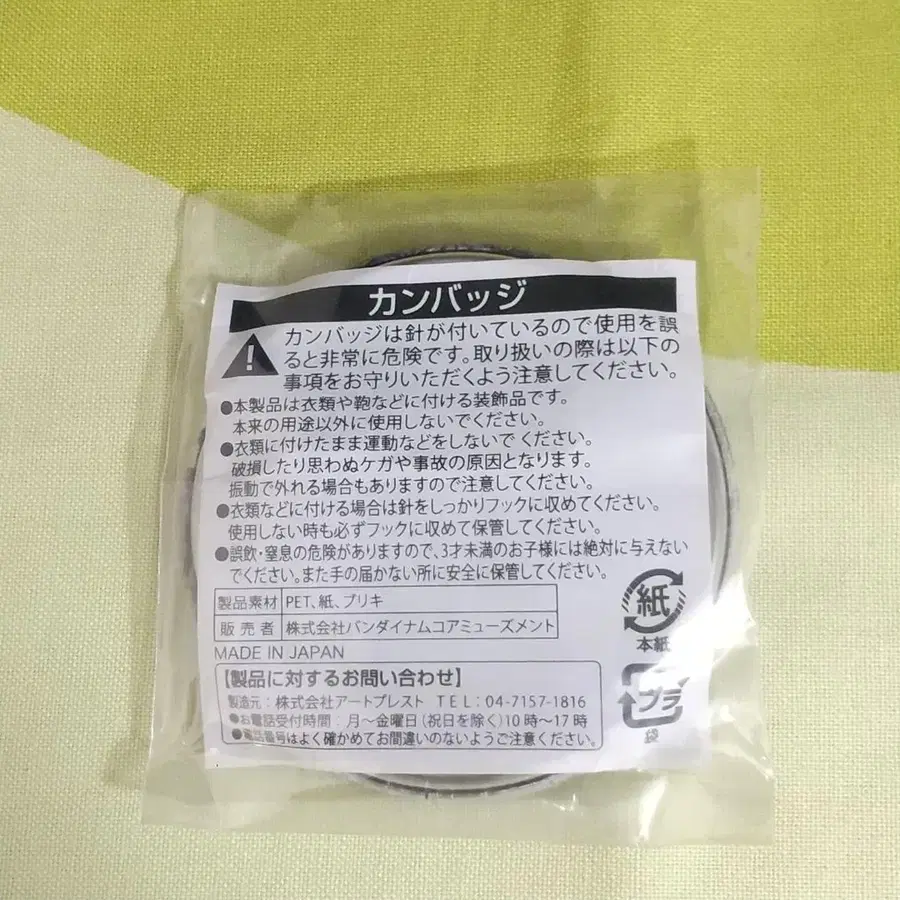 カンバッジ
カンバッジは針が付いているので使用を誤
ると非常に危険です。取り扱いの際は以下の
事項をお守りいただくよう注意してください。
●本製品は衣類や鞄などに付ける装飾品です。
本来の用途以外に使用しないでください。
●衣類に付けたまま運動などをしないでください。
破損したり思わぬケガや事故の原因となります。
振動で外れる場合もありますので注意してください。
●衣類などに付ける場合は針をしっかりフックに収めてください。
使用しない時も必ずフックに収めて保管してください。
●誤飲・窒息の危険がありますので、3才未満のお子様には絶対に与えない
でください。また手の届かない所に安全に保管してください。
製品素材 PET、紙、ブリキ
販売者 株式会社バンダイナムコアミューズメント
MADE IN JAPAN
【製品に対するお問い合わせ】
製造元：株式会社アートプレスト TEL：04-7157-1816
●お電話受付時間：月～金曜日(祝日を除く)10時～17時
●電話番号はよく確かめてお間違いのないようご注意ください。
紙
本紙
プラ
袋